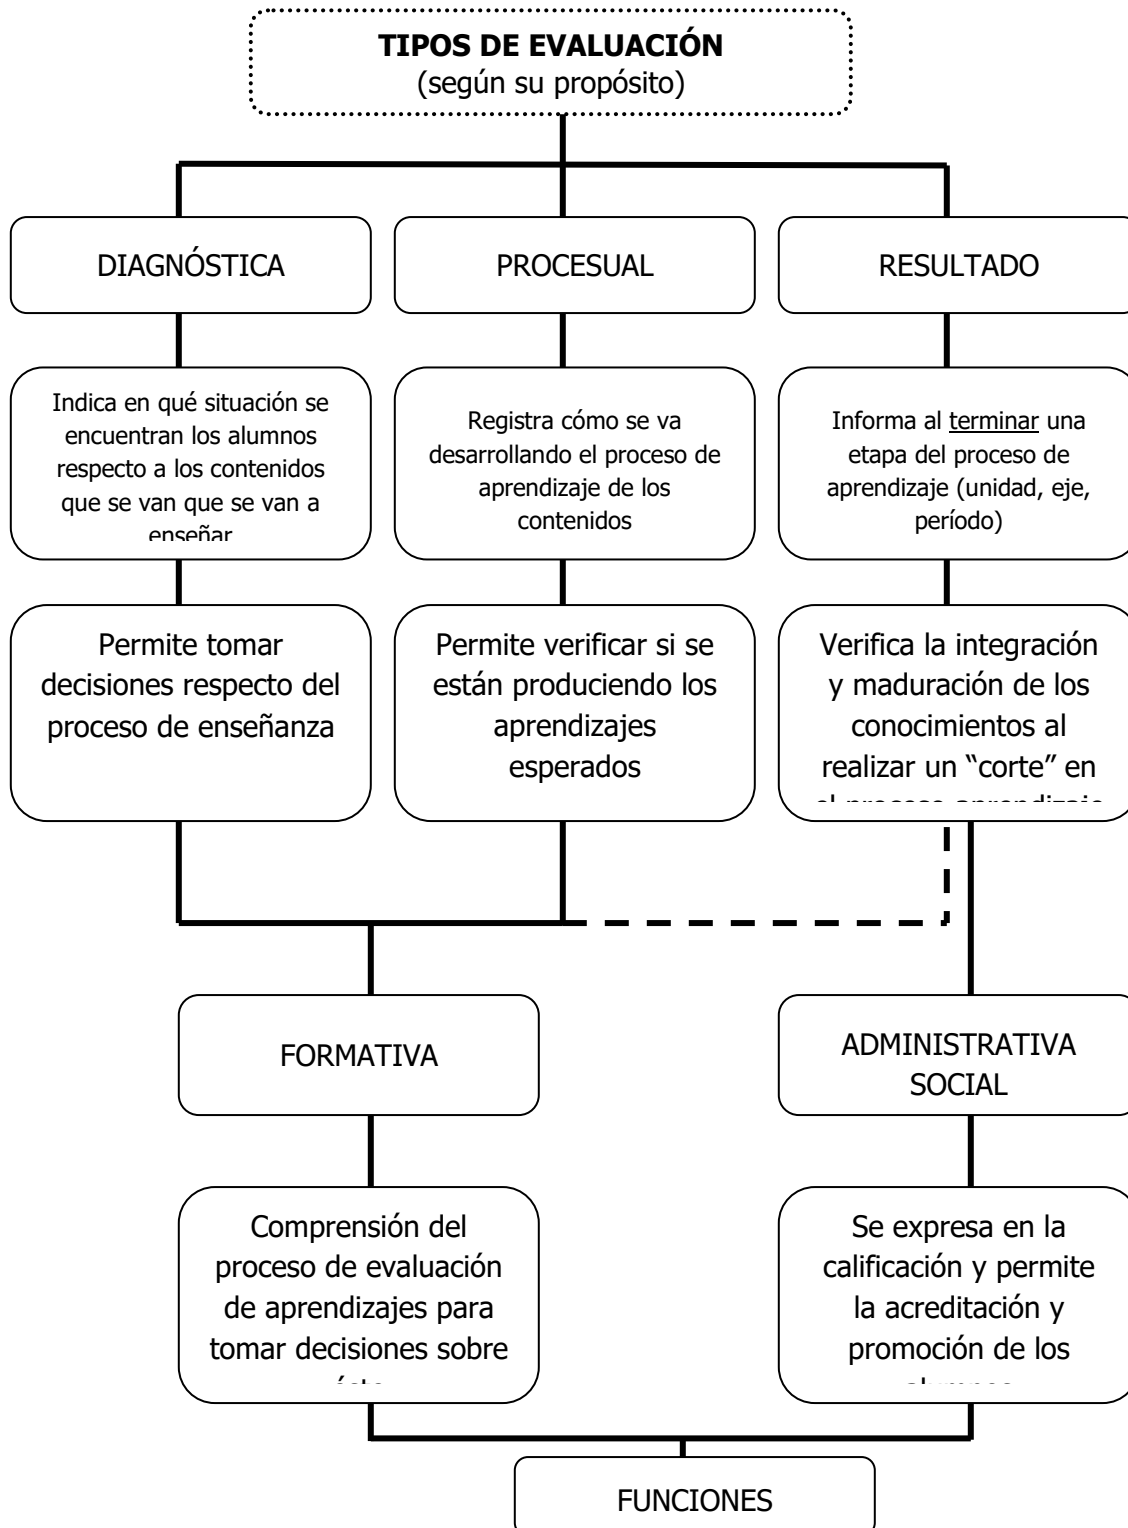 TIPOS DE EVALUACIÓN
(según su propósito)
DIAGNÓSTICA
PROCESUAL
RESULTADO
Indica en qué situación se
encuentran los alumnos
respecto a los contenidos
que se van que se van a
enseñar
Registra cómo se va
desarrollando el proceso de
aprendizaje de los
contenidos
Informa al terminar una
etapa del proceso de
aprendizaje (unidad, eje,
período)
Permite tomar
decisiones respecto del
proceso de enseñanza
Permite verificar si se
están produciendo los
aprendizajes
esperados
Verifica la integración
y maduración de los
conocimientos al
realizar un “corte” en
el proceso aprendizaje
FORMATIVA
ADMINISTRATIVA
SOCIAL
Comprensión del
proceso de evaluación
de aprendizajes para
tomar decisiones sobre
Se expresa en la
calificación y permite
la acreditación y
promoción de los
alumnos
FUNCIONES